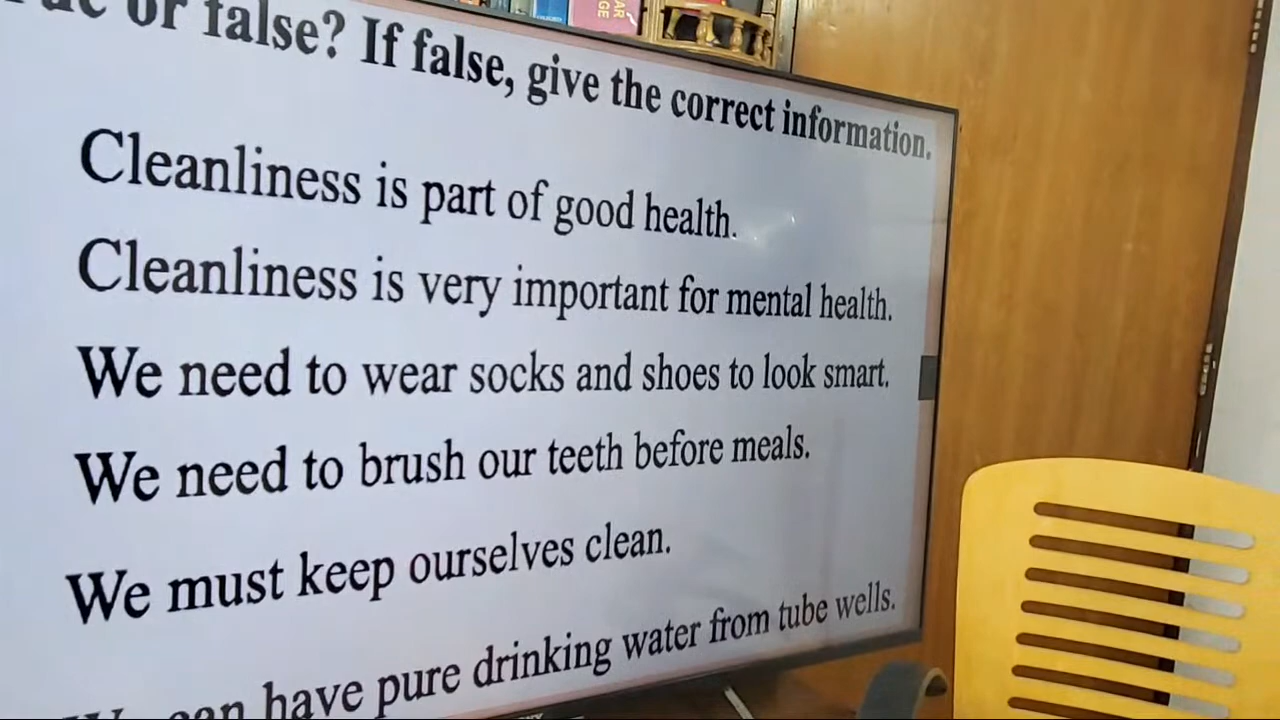 or false? If false, give the correct information.
Cleanliness is part of good health.
Cleanliness is very important for mental health.
We need to wear socks and shoes to look smart.
We need to brush our teeth before meals.
We must keep ourselves clean.
We can have pure drinking water from tube wells.